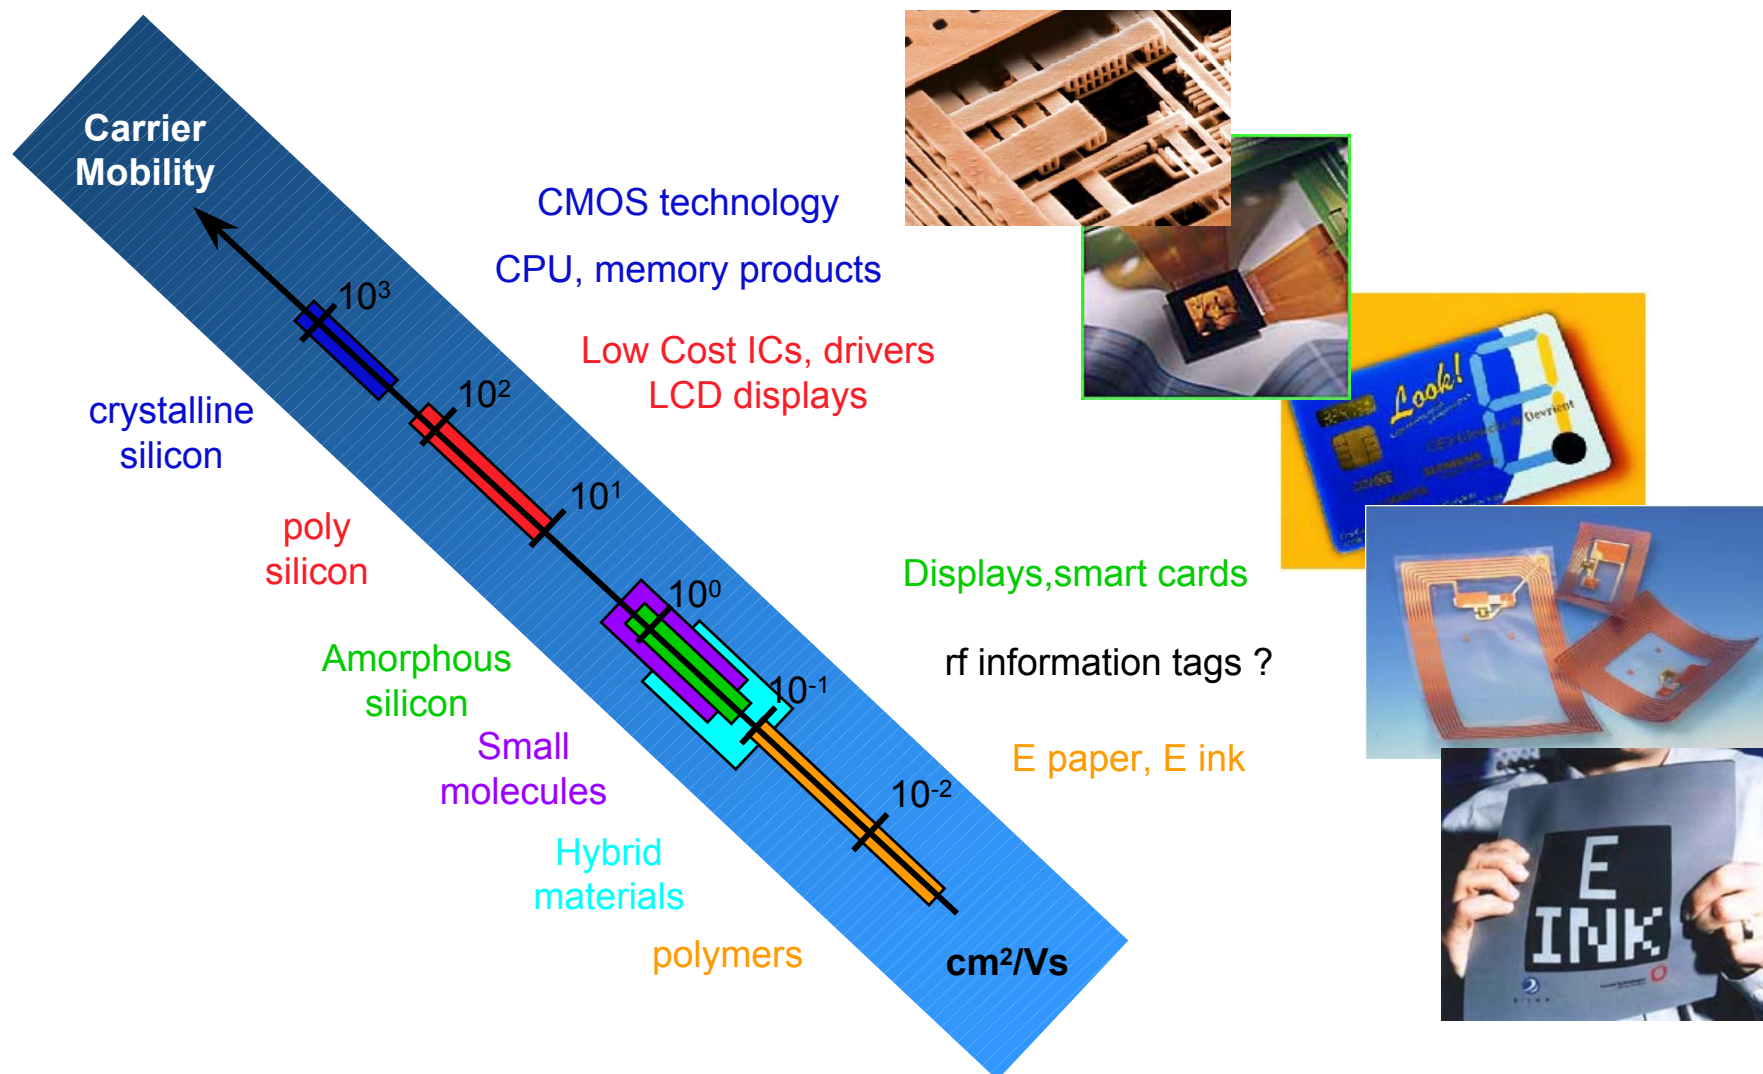 Carrier
Mobility
CMOS technology
CPU, memory products
10³
Low Cost ICs, drivers
LCD displays
10²
crystalline
silicon
Look!
10¹
poly
silicon
Displays,smart cards
10⁰
Amorphous
silicon
rf information tags ?
10⁻¹
Small
molecules
E paper, E ink
10⁻²
Hybrid
materials
polymers
cm²/Vs
E
INK